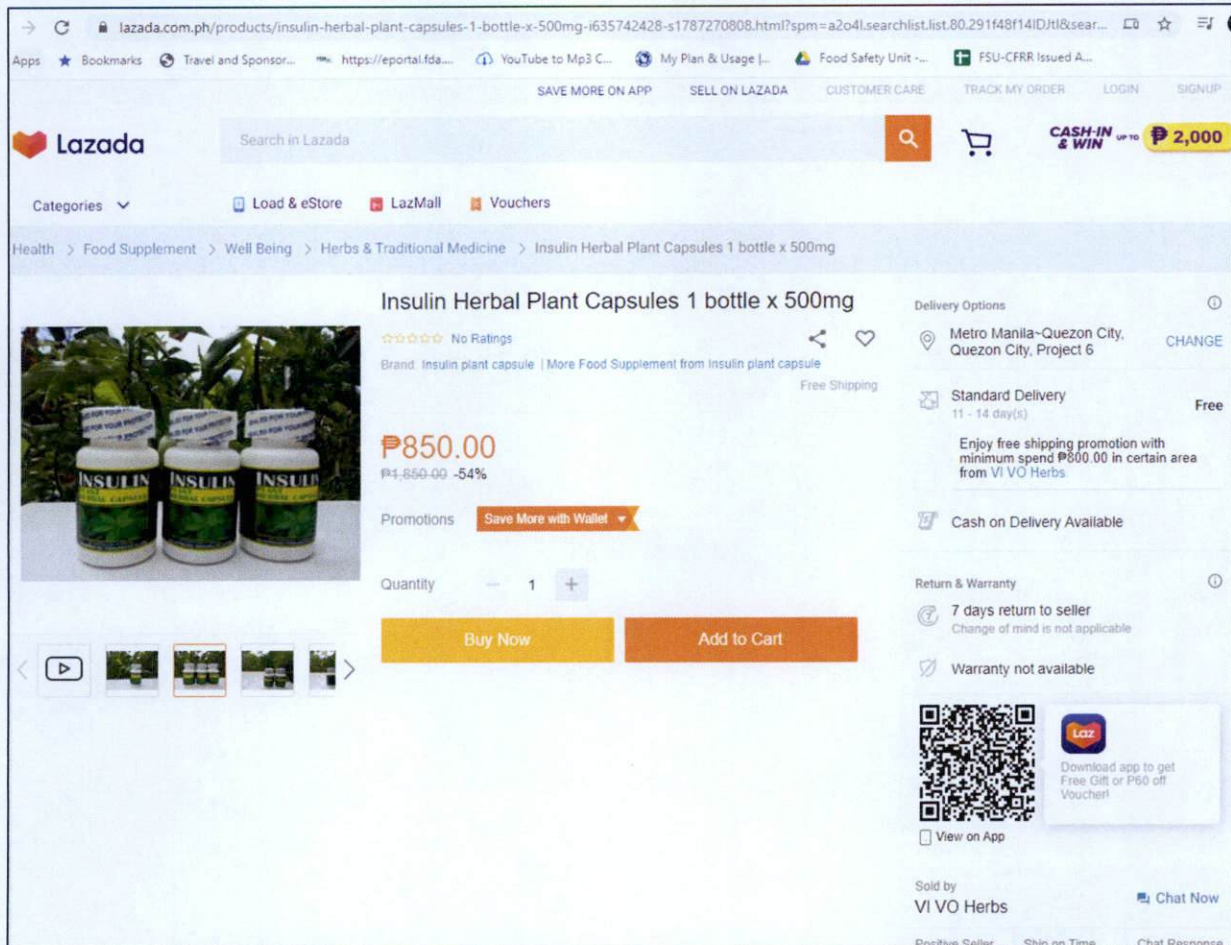 lazada.com.ph/products/insulin-herbal-plant-capsules-1-bottle-x-500mg-i635742428-s1787270808.html?spm=a2o4l.searchlist.list.80.291f48f14IDJtl&sear...
Apps Bookmarks Travel and Sponsor... https://eportal.fda.... YouTube to Mp3 C... My Plan & Usage |... Food Safety Unit -... FSU-CFRR Issued A...
SAVE MORE ON APP SELL ON LAZADA CUSTOMER CARE TRACK MY ORDER LOGIN SIGNUP
Lazada
Search in Lazada
CASH-IN & WIN UP TO ₱ 2,000
Categories Load & eStore LazMall Vouchers
Health > Food Supplement > Well Being > Herbs & Traditional Medicine > Insulin Herbal Plant Capsules 1 bottle x 500mg
Insulin Herbal Plant Capsules 1 bottle x 500mg
No Ratings
Brand: Insulin plant capsule | More Food Supplement from Insulin plant capsule
Free Shipping
₱850.00
₱1,850.00 -54%
Promotions Save More with Wallet
Quantity 1 +
Buy Now Add to Cart
INSULIN INSULIN INSULIN
Delivery Options
Metro Manila~Quezon City,
Quezon City, Project 6
CHANGE
Standard Delivery
11 - 14 day(s)
Free
Enjoy free shipping promotion with
minimum spend ₱800.00 in certain area
from VI VO Herbs.
Cash on Delivery Available
Return & Warranty
7 days return to seller
Change of mind is not applicable
Warranty not available
Laz
Download app to get
Free Gift or P60 off
Voucher!
View on App
Sold by
VI VO Herbs
Chat Now
Positive Seller Ship on Time Chat Response